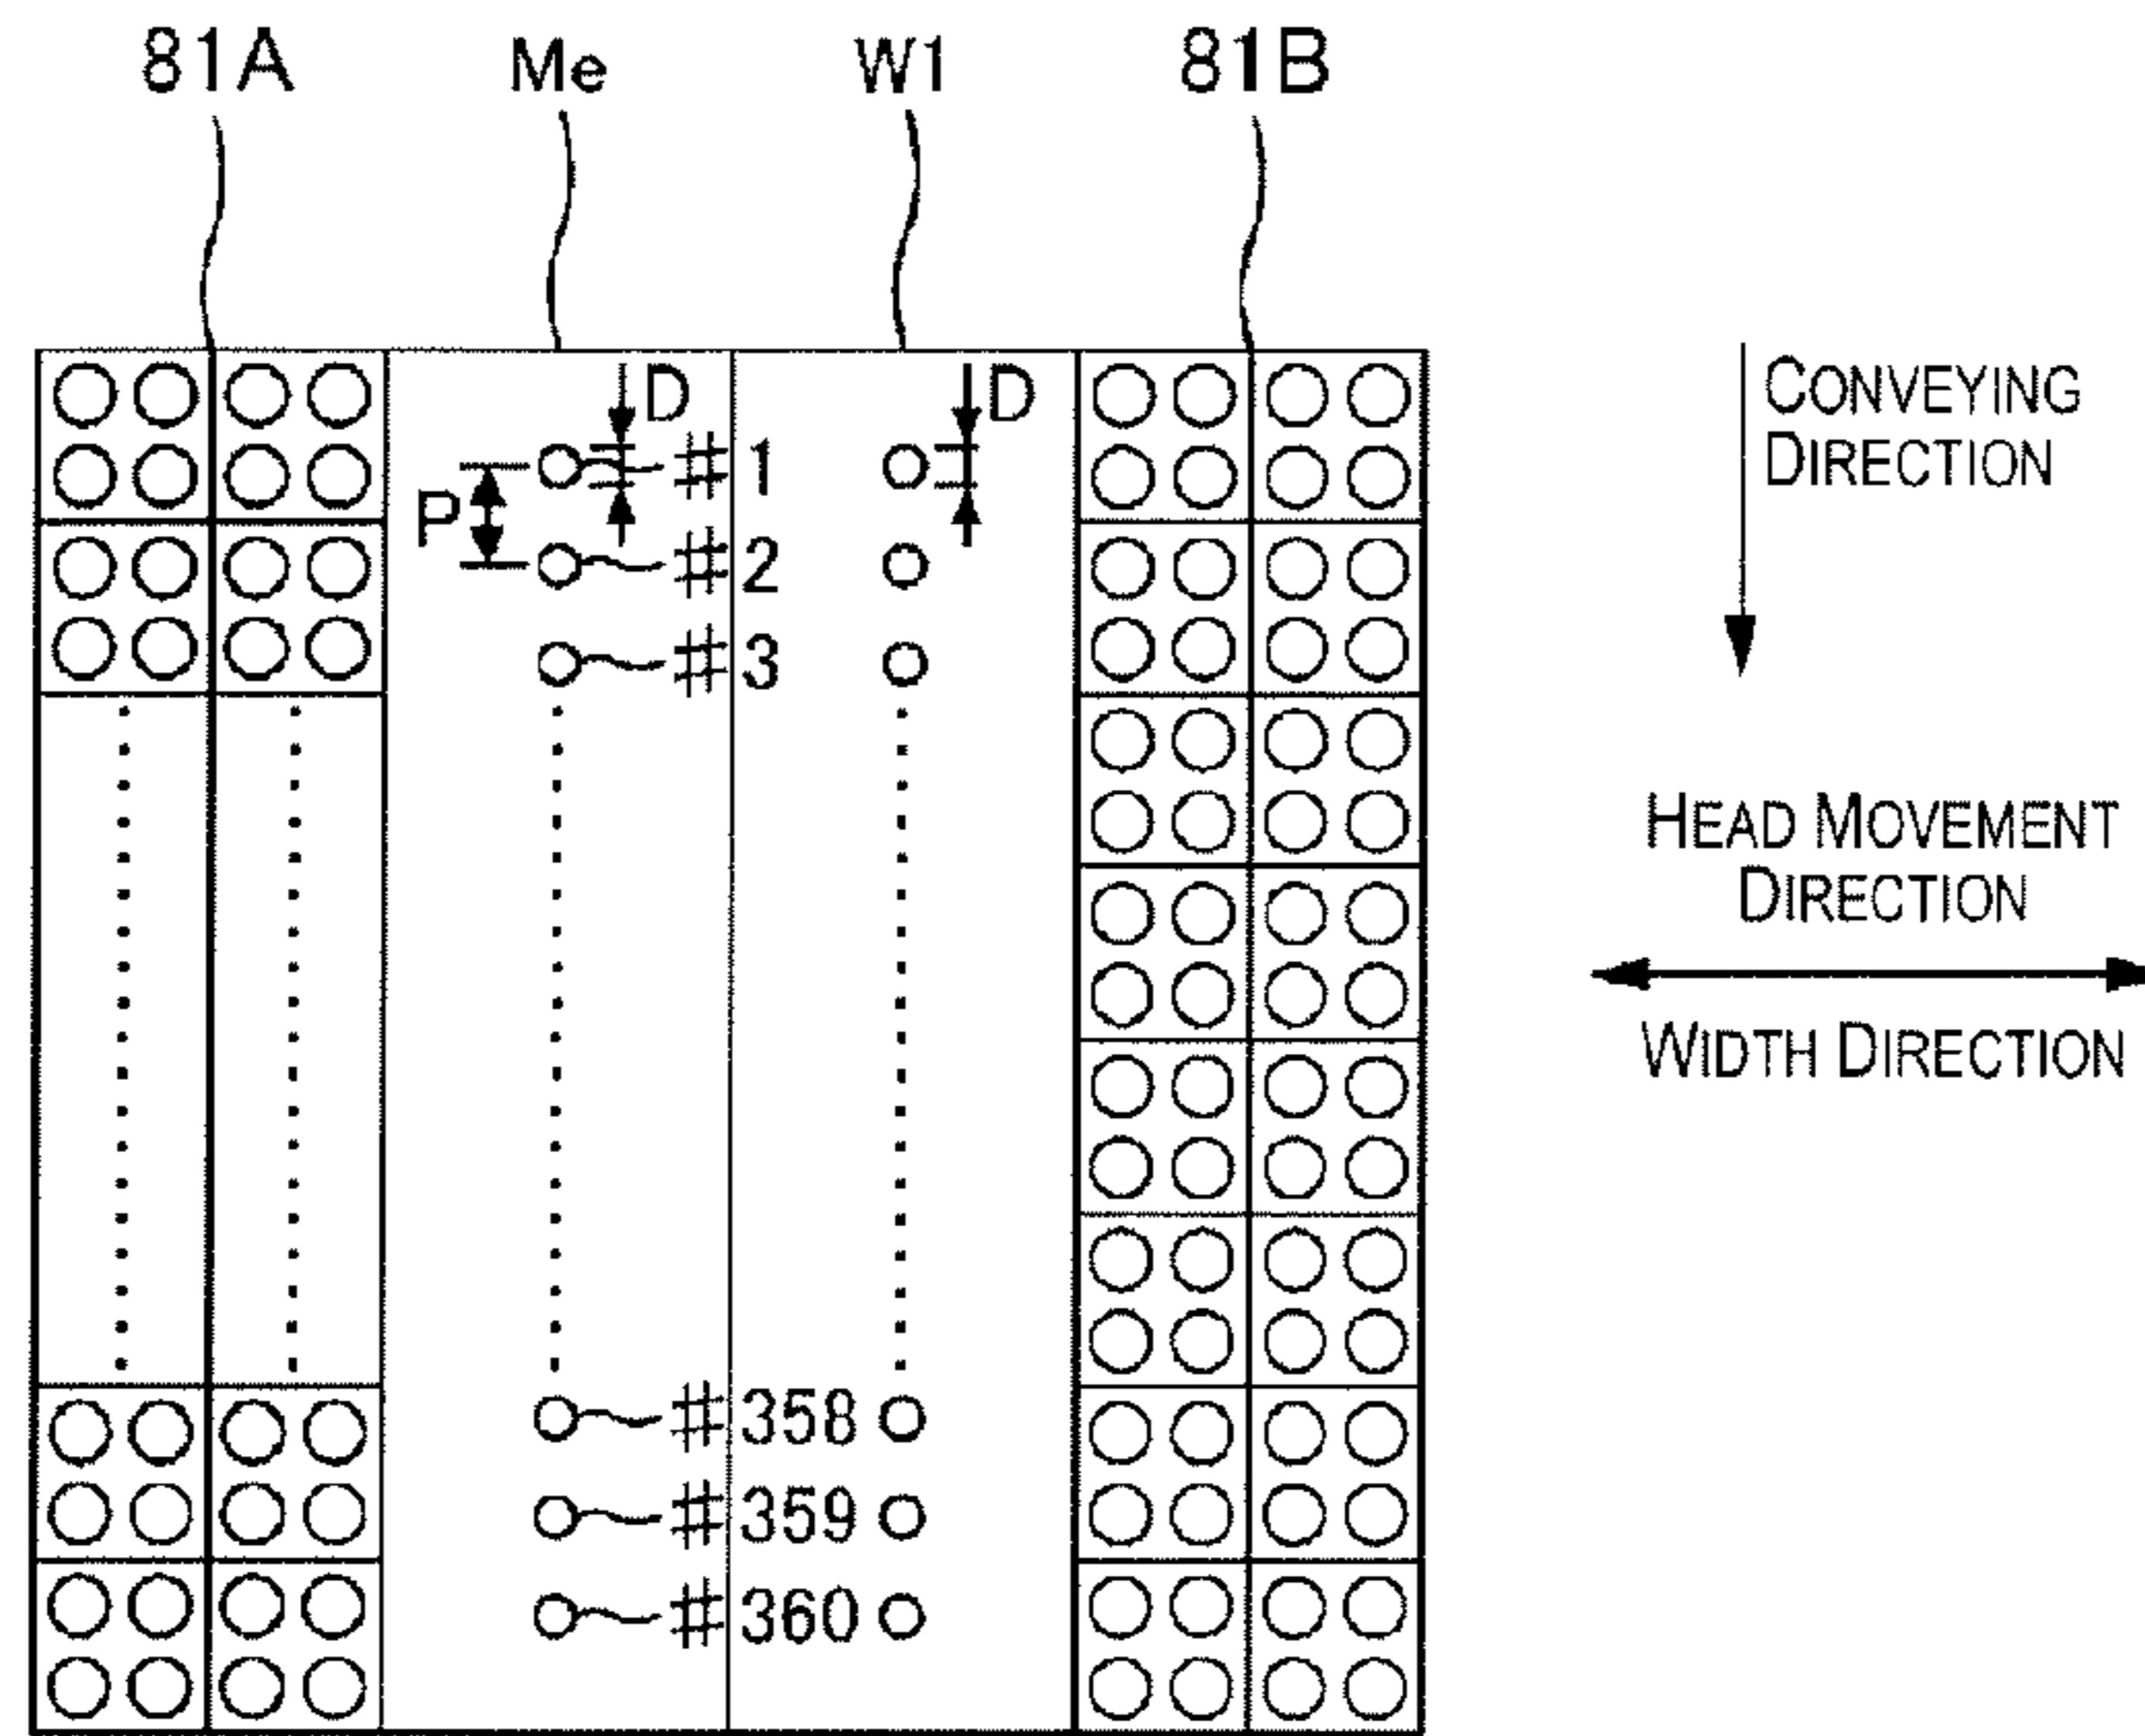 81A Me W1 81B
D D
P #1
#2
#3
#358
#359
#360
CONVEYING
DIRECTION
HEAD MOVEMENT
DIRECTION
WIDTH DIRECTION